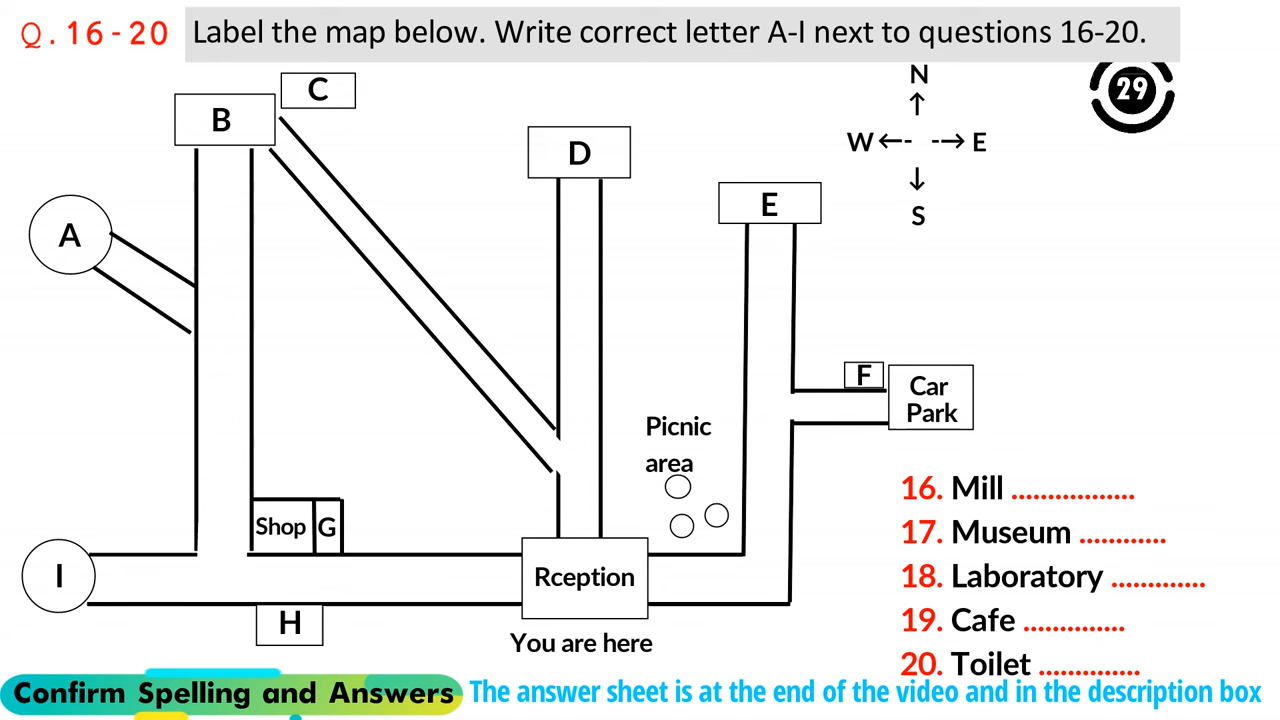 Q.16-20 Label the map below. Write correct letter A-I next to questions 16-20.
29
N
W E
S
C
B
D
E
A
F
Car
Park
Picnic
area
Shop G
I
Rception
H
You are here
16. Mill .................
17. Museum ............
18. Laboratory .............
19. Cafe ..............
20. Toilet ..............
Confirm Spelling and Answers The answer sheet is at the end of the video and in the description box